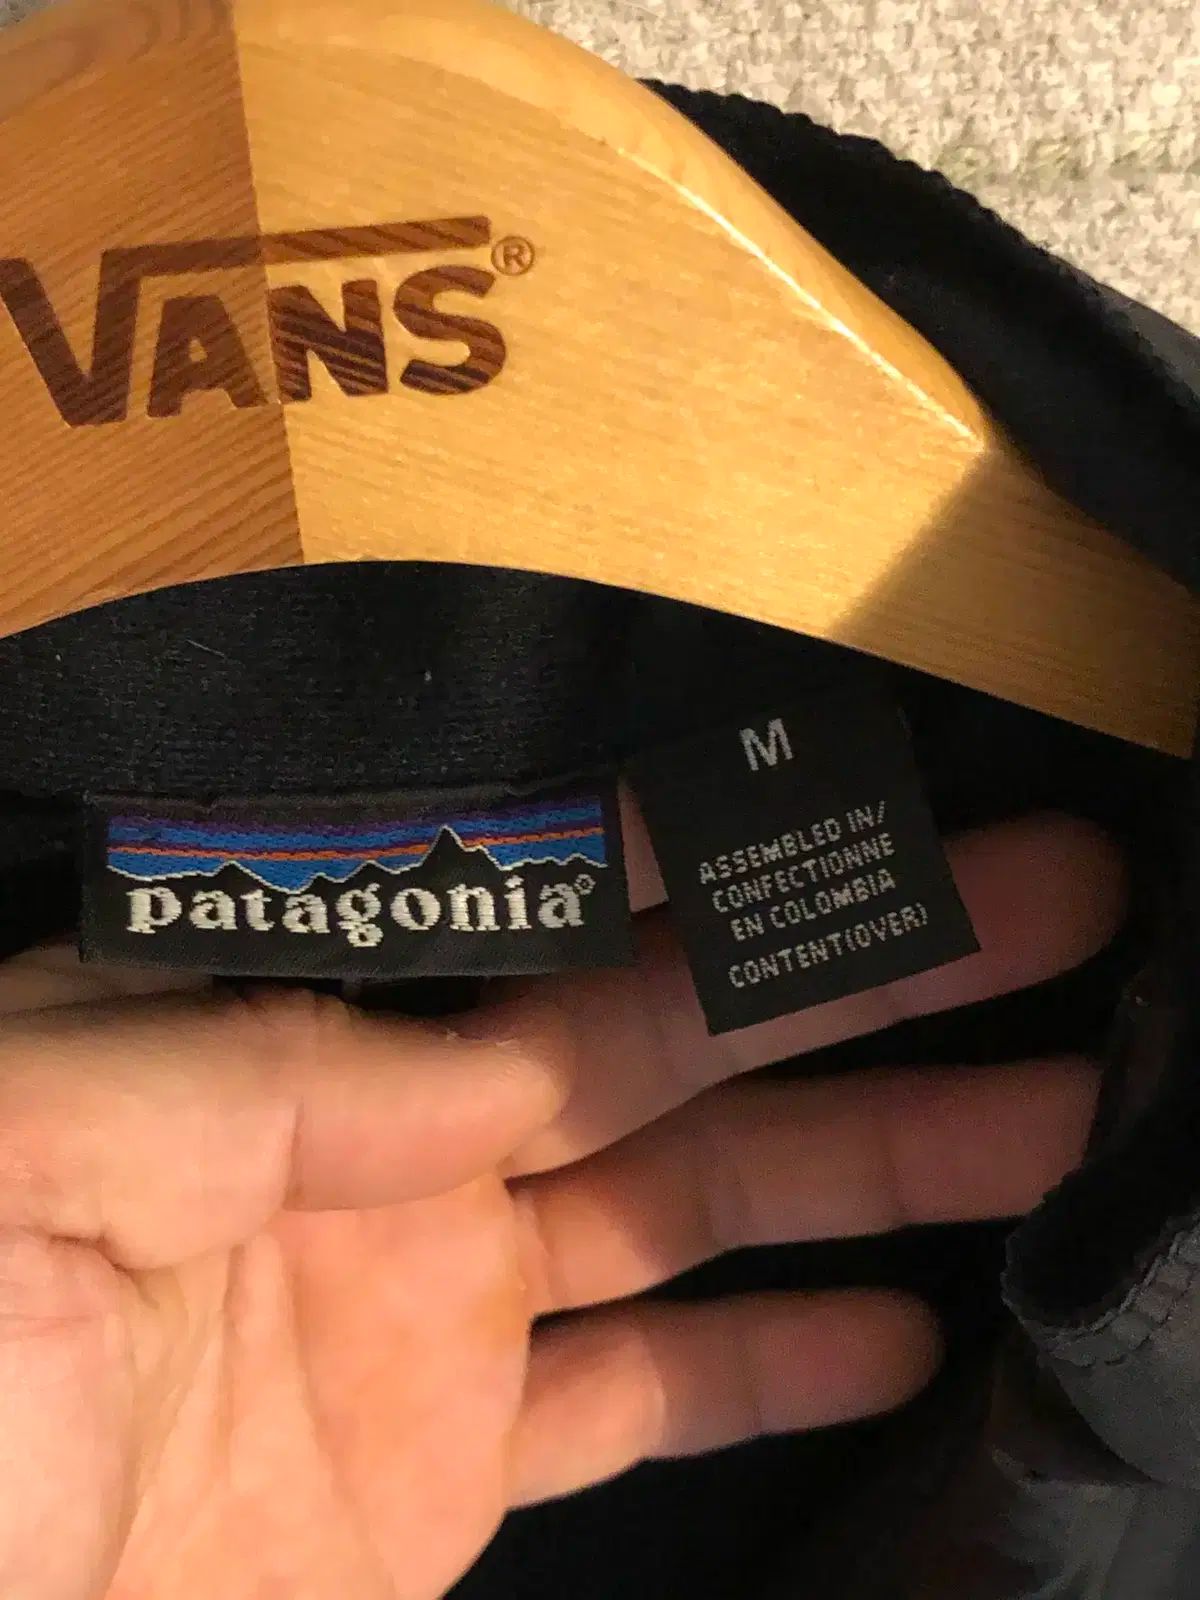 VANS®
patagonia®
M
ASSEMBLED IN/
CONFECTIONNE
EN COLOMBIA
CONTENT(OVER)